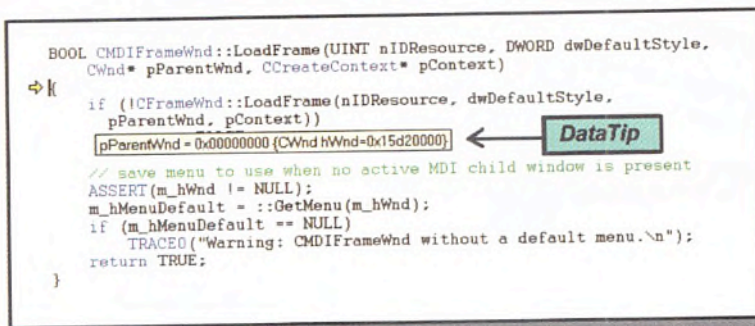 BOOL CMDIFrameWnd::LoadFrame(UINT nIDResource, DWORD dwDefaultStyle,
CWnd* pParentWnd, CCreateContext* pContext)
{
if (!CFrameWnd::LoadFrame(nIDResource, dwDefaultStyle,
pParentWnd, pContext))
pParentWnd = 0x00000000 {CWnd hWnd=0x15d20000}
DataTip
// save menu to use when no active MDI child window is present
ASSERT(m_hWnd != NULL);
m_hMenuDefault = ::GetMenu(m_hWnd);
if (m_hMenuDefault == NULL)
TRACE0("Warning: CMDIFrameWnd without a default menu.\n");
return TRUE;
}